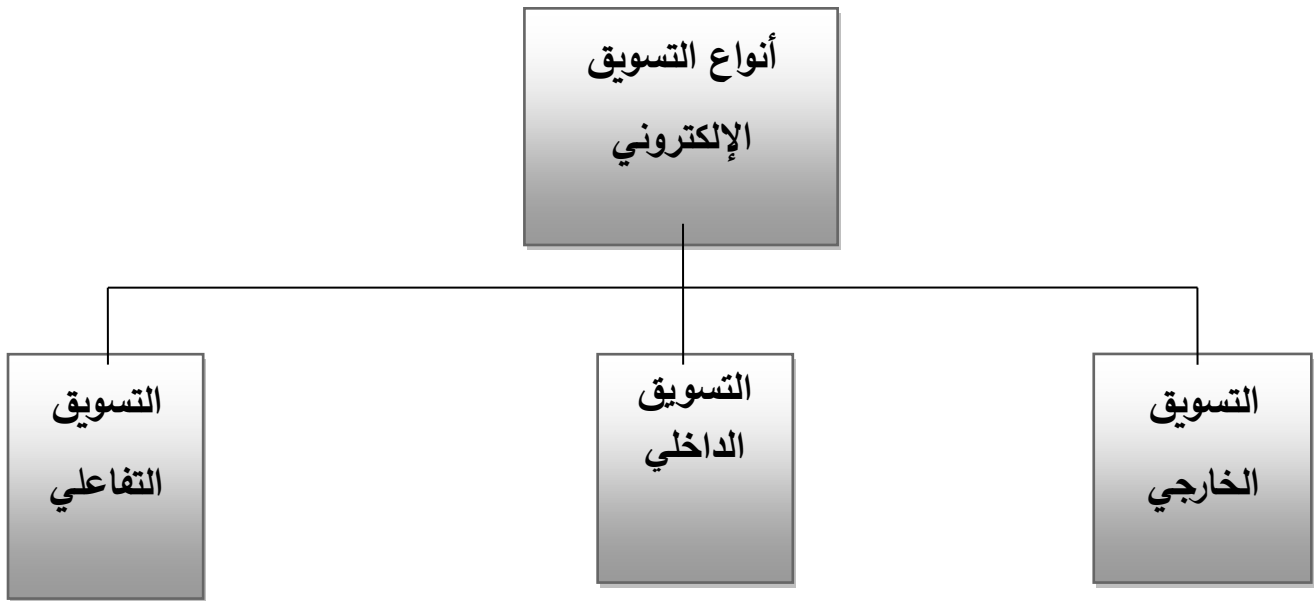 أنواع التسويق
الإلكتروني
التسويق
الخارجي
التسويق
الداخلي
التسويق
التفاعلي